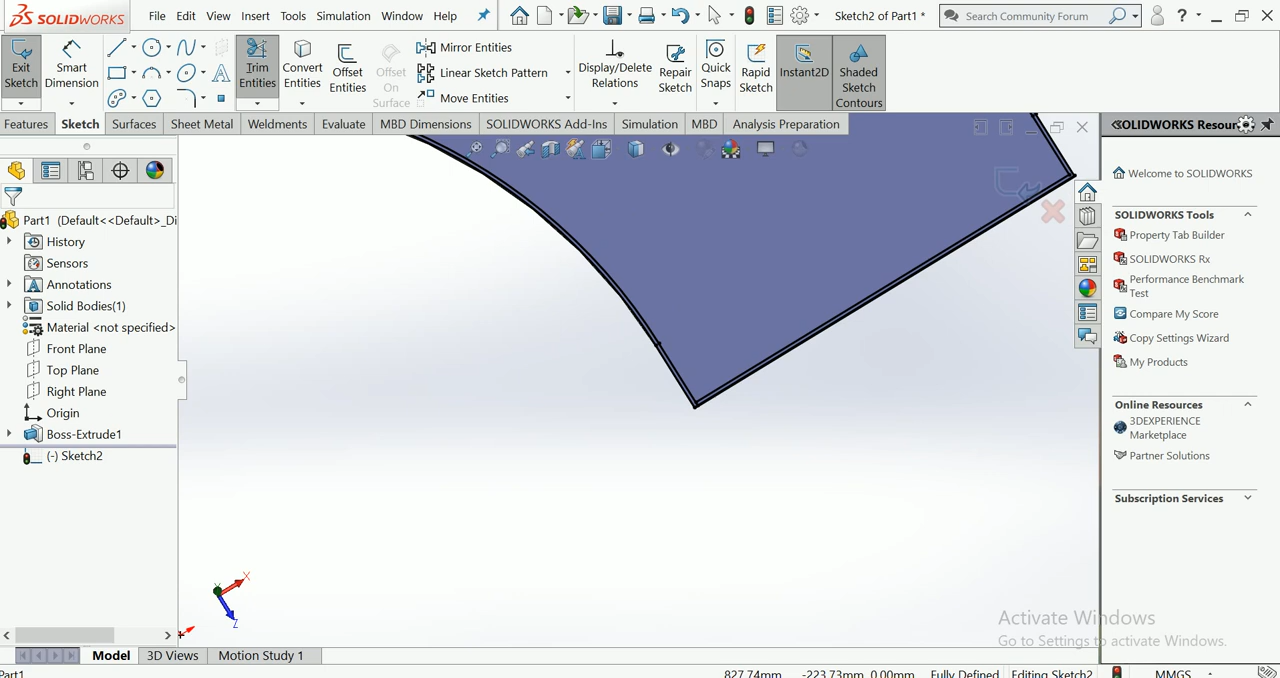 SOLIDWORKS File Edit View Insert Tools Simulation Window Help Sketch2 of Part1 * Search Community Forum ?
Exit Sketch
Smart Dimension
Trim Entities
Convert Entities
Offset Entities
Offset On Surface
Mirror Entities
Linear Sketch Pattern
Move Entities
Display/Delete Relations
Repair Sketch
Quick Snaps
Rapid Sketch
Instant2D
Shaded Sketch Contours
Features Sketch Surfaces Sheet Metal Weldments Evaluate MBD Dimensions SOLIDWORKS Add-Ins Simulation MBD Analysis Preparation
Part1 (Default<<Default>_Di
History
Sensors
Annotations
Solid Bodies(1)
Material <not specified>
Front Plane
Top Plane
Right Plane
Origin
Boss-Extrude1
(-) Sketch2
X
Y
Z
OLIDWORKS Resour
Welcome to SOLIDWORKS
SOLIDWORKS Tools
Property Tab Builder
SOLIDWORKS Rx
Performance Benchmark
Test
Compare My Score
Copy Settings Wizard
My Products
Online Resources
3DEXPERIENCE
Marketplace
Partner Solutions
Subscription Services
Activate Windows
Go to Settings to activate Windows.
Model 3D Views Motion Study 1
Part1 827.74mm -223.73mm 0.00mm Fully Defined Editing Sketch2 MMGS